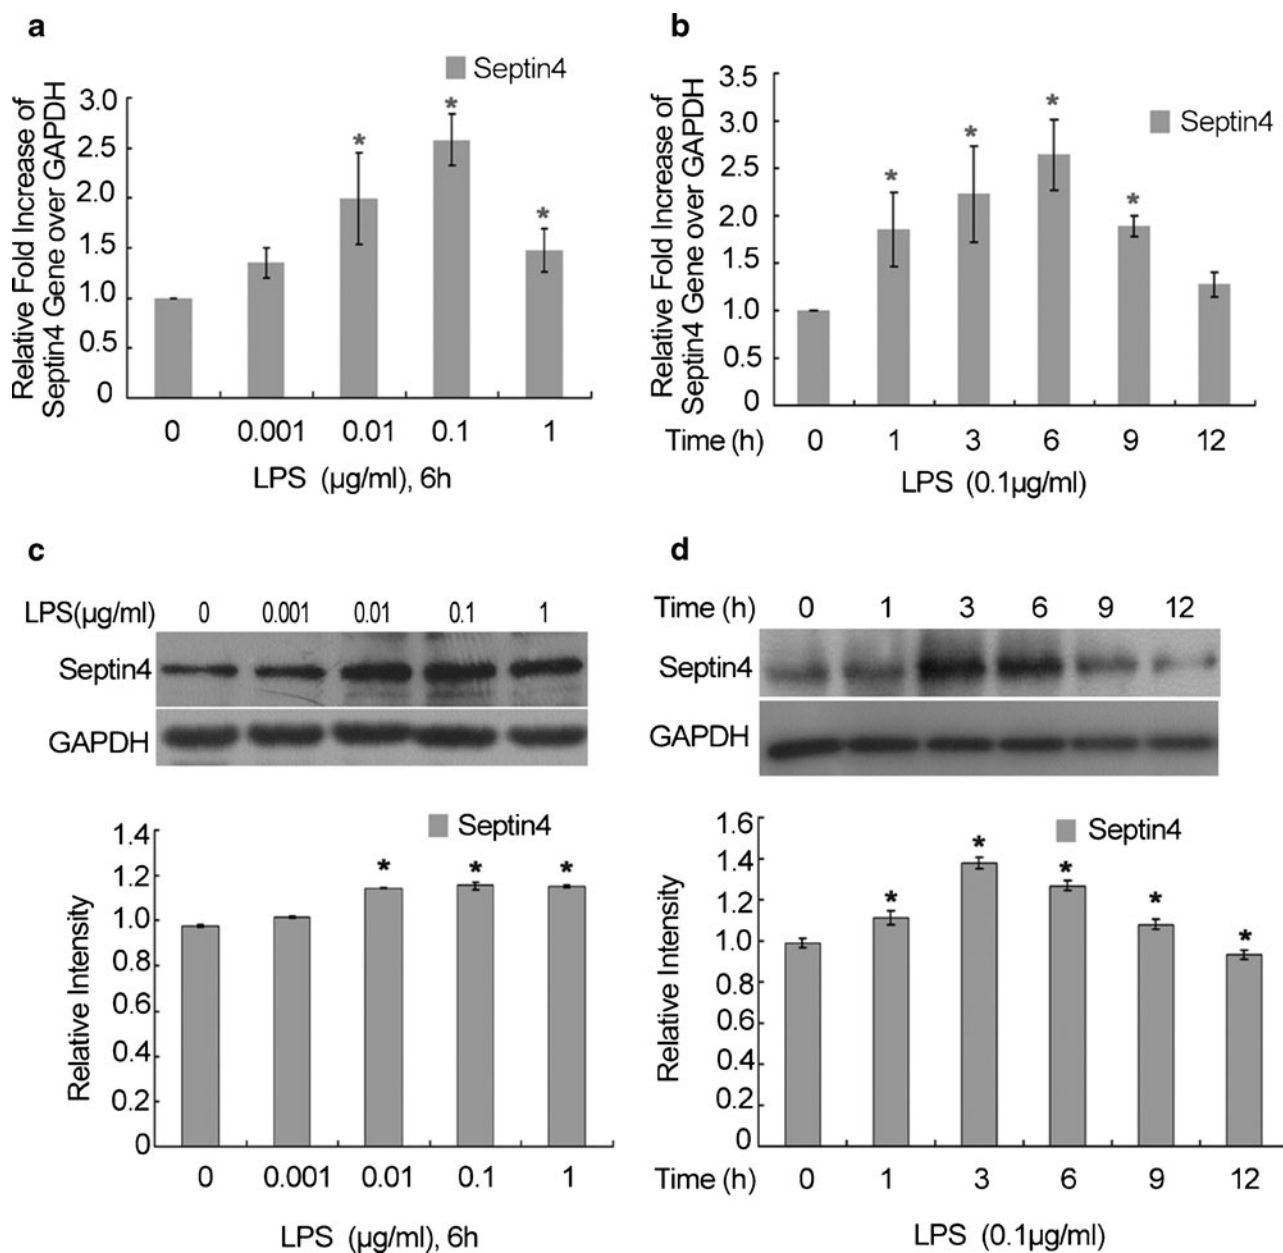 a
Septin4
Relative Fold Increase of
Septin4 Gene over GAPDH
3.0
2.5
2.0
1.5
1.0
0.5
0
*
*
*
0 0.001 0.01 0.1 1
LPS (µg/ml), 6h
b
Septin4
Relative Fold Increase of
Septin4 Gene over GAPDH
3.5
3.0
2.5
2.0
1.5
1.0
0.5
0
*
*
*
*
Time (h) 0 1 3 6 9 12
LPS (0.1µg/ml)
c
LPS(µg/ml) 0 0.001 0.01 0.1 1
Septin4
GAPDH
Septin4
Relative Intensity
1.4
1.2
1.0
0.8
0.6
0.4
0.2
0
* * *
0 0.001 0.01 0.1 1
LPS (µg/ml), 6h
d
Time (h) 0 1 3 6 9 12
Septin4
GAPDH
Septin4
Relative Intensity
1.6
1.4
1.2
1.0
0.8
0.6
0.4
0.2
0
*
*
*
*
*
Time (h) 0 1 3 6 9 12
LPS (0.1µg/ml)